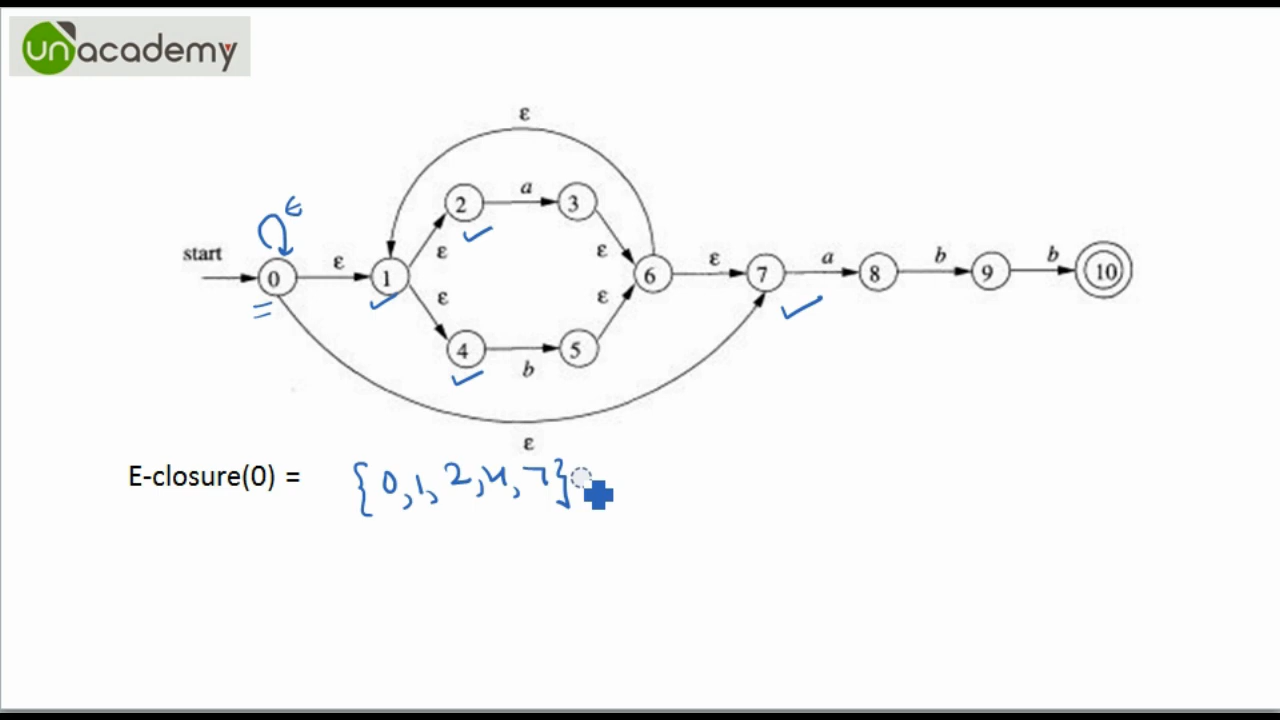 unacademy
ε
ε
2 a 3
start
ε ε
0 ε 1 6 ε 7 a 8 b 9 b 10
ε ε
4 b 5
ε
E-closure(0) = {0,1,2,4,7}